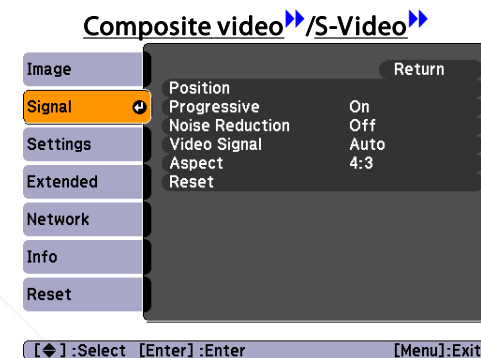 Composite video/S-Video
Image
Return
Signal
Position
Progressive On
Noise Reduction Off
Settings
Video Signal Auto
Aspect 4:3
Extended
Reset
Network
Info
Reset
[◆] :Select [Enter] :Enter [Menu]:Exit